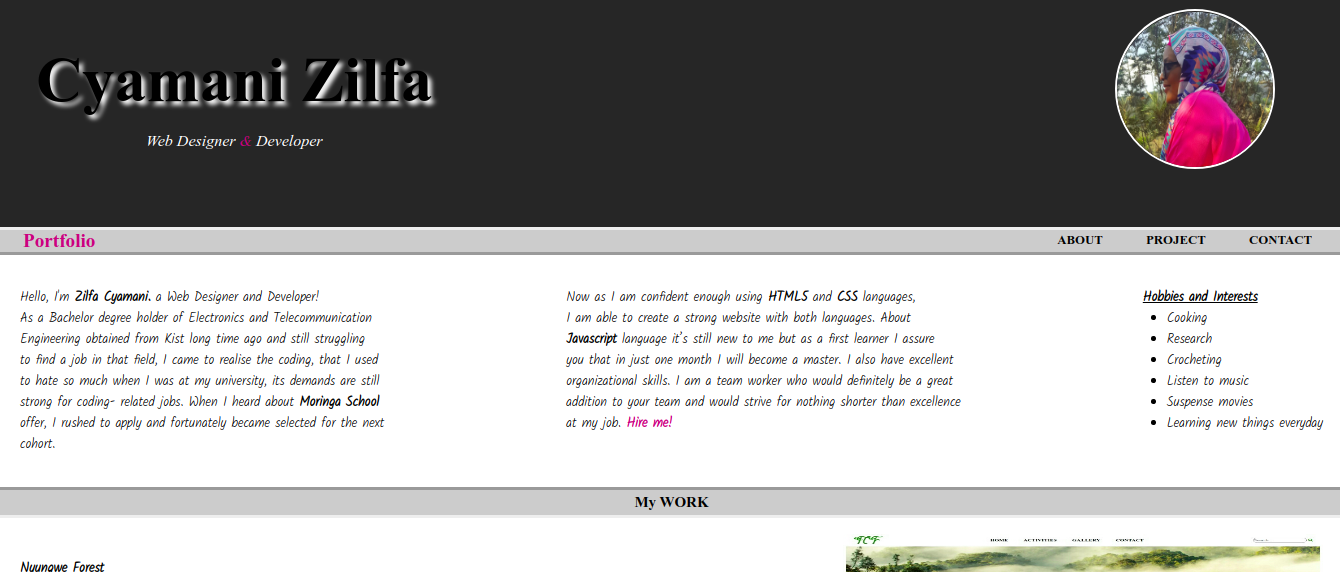 Cyamani Zilfa
Web Designer & Developer
Portfolio
ABOUT
PROJECT
CONTACT
Hello, I'm Zilfa Cyamani. a Web Designer and Developer!
As a Bachelor degree holder of Electronics and Telecommunication
Engineering obtained from Kist long time ago and still struggling
to find a job in that field, I came to realise the coding, that I used
to hate so much when I was at my university, its demands are still
strong for coding- related jobs. When I heard about Moringa School
offer, I rushed to apply and fortunately became selected for the next
cohort.
Now as I am confident enough using HTML5 and CSS languages,
I am able to create a strong website with both languages. About
Javascript language it's still new to me but as a first learner I assure
you that in just one month I will become a master. I also have excellent
organizational skills. I am a team worker who would definitely be a great
addition to your team and would strive for nothing shorter than excellence
at my job. Hire me!
Hobbies and Interests
Cooking
Research
Crocheting
Listen to music
Suspense movies
Learning new things everyday
My WORK
Nuungwe Forest
TCF
HOME
ACTIVITIES
GALLERY
CONTACT